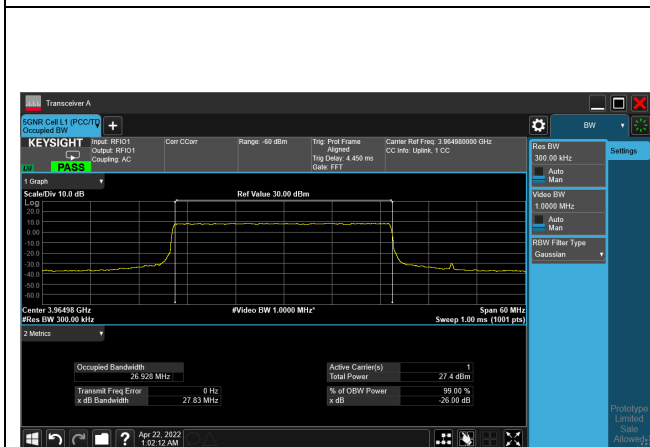 Transceiver A
5GNR Cell L1 (PCC/TD
Occupied BW
KEYSIGHT
LXI
PASS
Input: RFIO1
Output: RFIO1
Coupling: AC
Corr CCorr
Range: -60 dBm
Trig: Prot Frame
Aligned
Trig Delay: 4.450 ms
Gate: FFT
Carrier Ref Freq: 3.964980000 GHz
CC Info: Uplink, 1 CC
BW
Settings
Res BW
300.00 kHz
Auto
Man
Video BW
1.0000 MHz
Auto
Man
RBW Filter Type
Gaussian
1 Graph
Scale/Div 10.0 dB
Ref Value 30.00 dBm
Log
20.0
10.0
0.00
-10.0
-20.0
-30.0
-40.0
-50.0
-60.0
Center 3.96498 GHz
#Video BW 1.0000 MHz*
Span 60 MHz
#Res BW 300.00 kHz
Sweep 1.00 ms (1001 pts)
2 Metrics
Occupied Bandwidth
26.928 MHz
Active Carrier(s) 1
Total Power 27.4 dBm
Transmit Freq Error 0 Hz
x dB Bandwidth 27.83 MHz
% of OBW Power 99.00 %
x dB -26.00 dB
Apr 22, 2022
1:02:12 AM
Prototype
Limited
Sale
Allowed